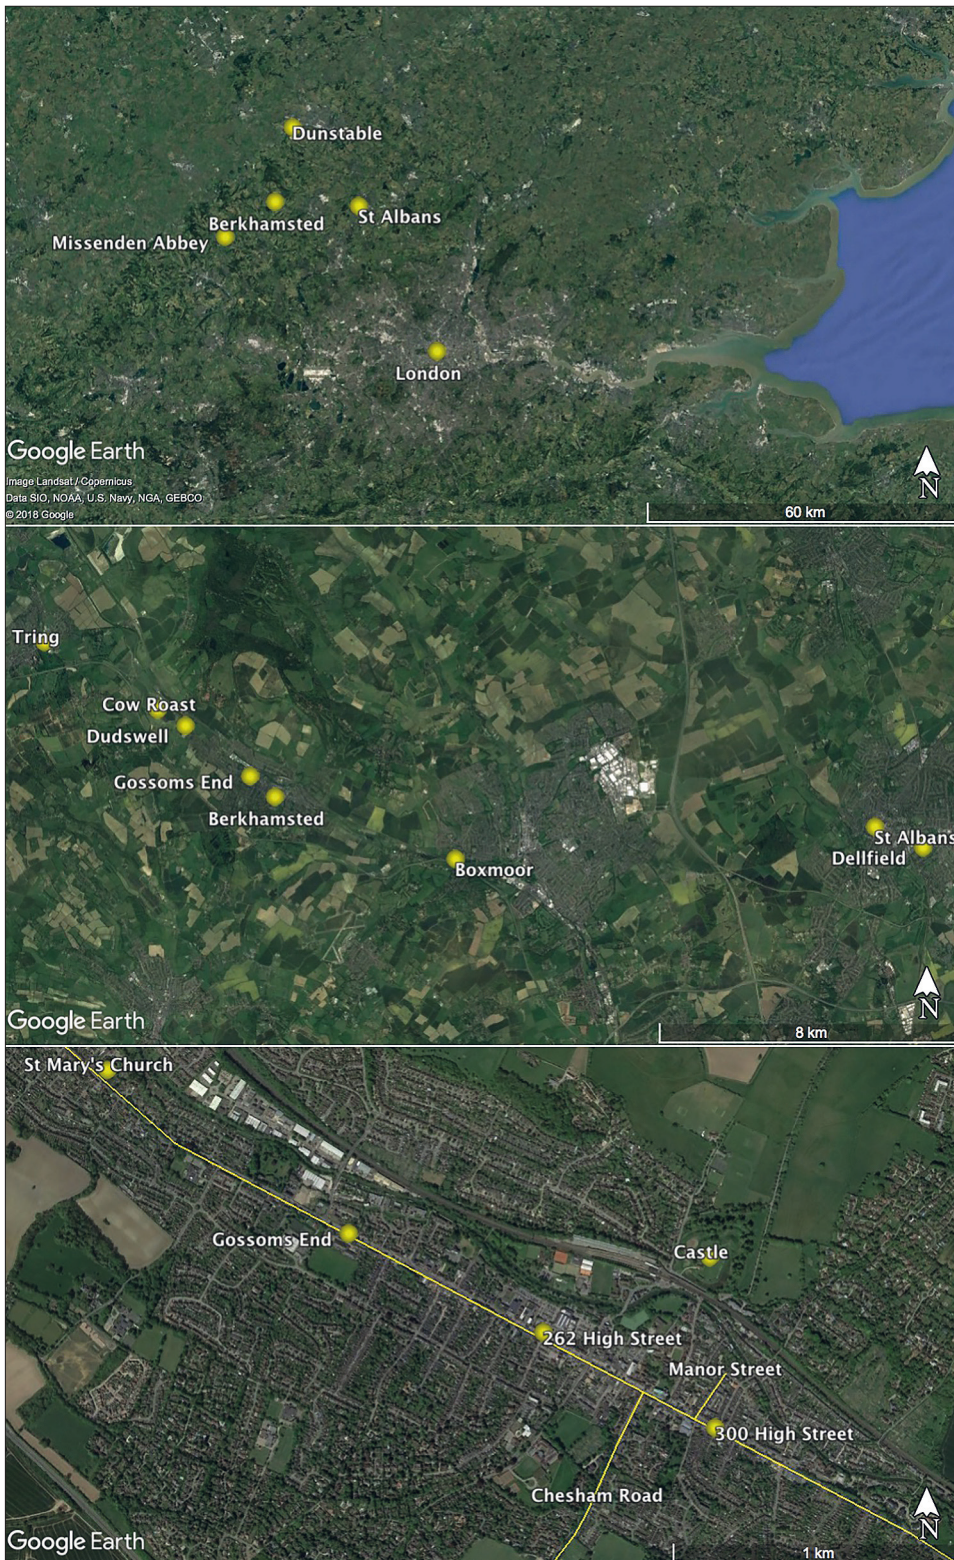 Dunstable
Berkhamsted
St Albans
Missenden Abbey
London
Google Earth
Image Landsat / Copernicus
Data SIO, NOAA, U.S. Navy, NGA, GEBCO
© 2018 Google
N
60 km
Tring
Cow Roast
Dudswell
Gossoms End
Berkhamsted
St Albans
Dellfield
Boxmoor
Google Earth
N
8 km
St Mary's Church
Gossoms End
Castle
262 High Street
Manor Street
300 High Street
Chesham Road
Google Earth
N
1 km